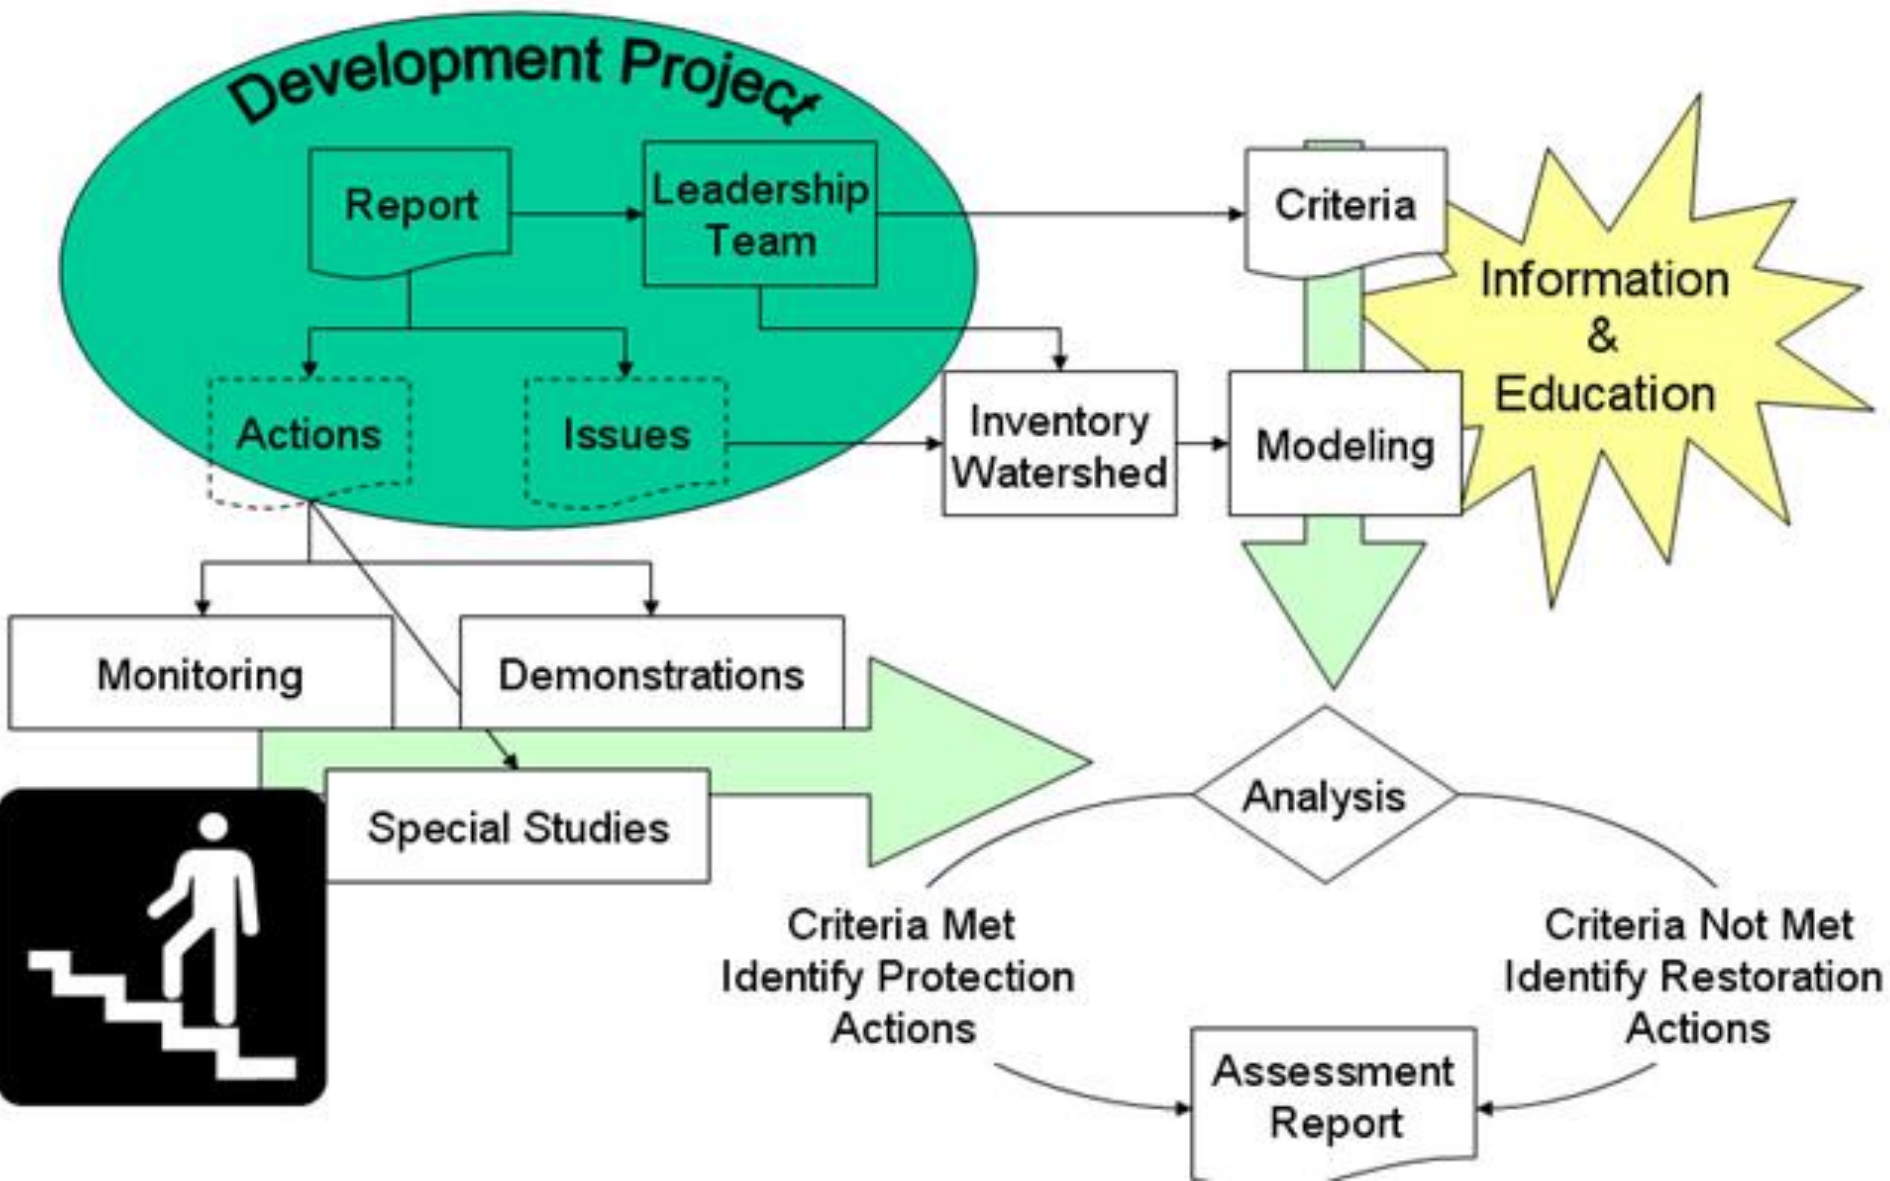 Development Project
Report
Leadership
Team
Criteria
Information
&
Education
Actions
Issues
Inventory
Watershed
Modeling
Monitoring
Demonstrations
Special Studies
Analysis
Criteria Met
Identify Protection
Actions
Criteria Not Met
Identify Restoration
Actions
Assessment
Report